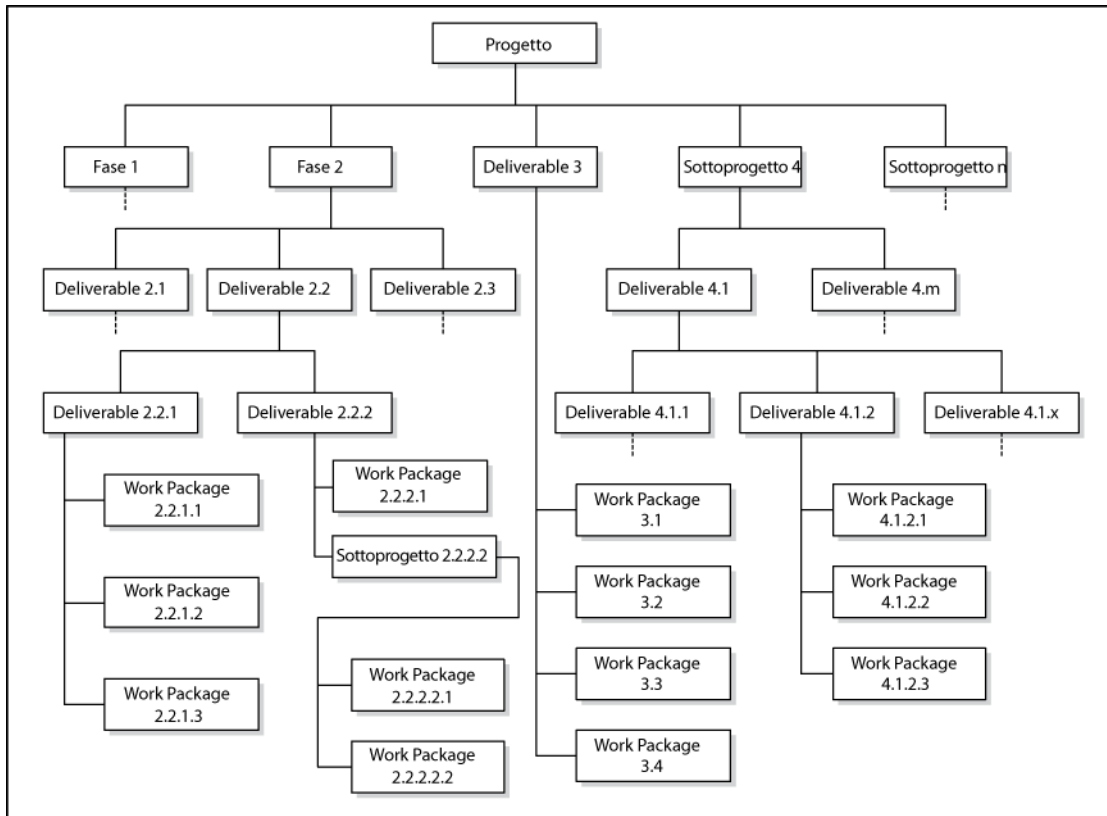 Progetto
Fase 1
Fase 2
Deliverable 3
Sottoprogetto 4
Sottoprogetto n
Deliverable 2.1
Deliverable 2.2
Deliverable 2.3
Deliverable 4.1
Deliverable 4.m
Deliverable 2.2.1
Deliverable 2.2.2
Deliverable 4.1.1
Deliverable 4.1.2
Deliverable 4.1.x
Work Package
2.2.1.1
Work Package
2.2.1.2
Work Package
2.2.1.3
Work Package
2.2.2.1
Sottoprogetto 2.2.2.2
Work Package
2.2.2.2.1
Work Package
2.2.2.2.2
Work Package
3.1
Work Package
3.2
Work Package
3.3
Work Package
3.4
Work Package
4.1.2.1
Work Package
4.1.2.2
Work Package
4.1.2.3